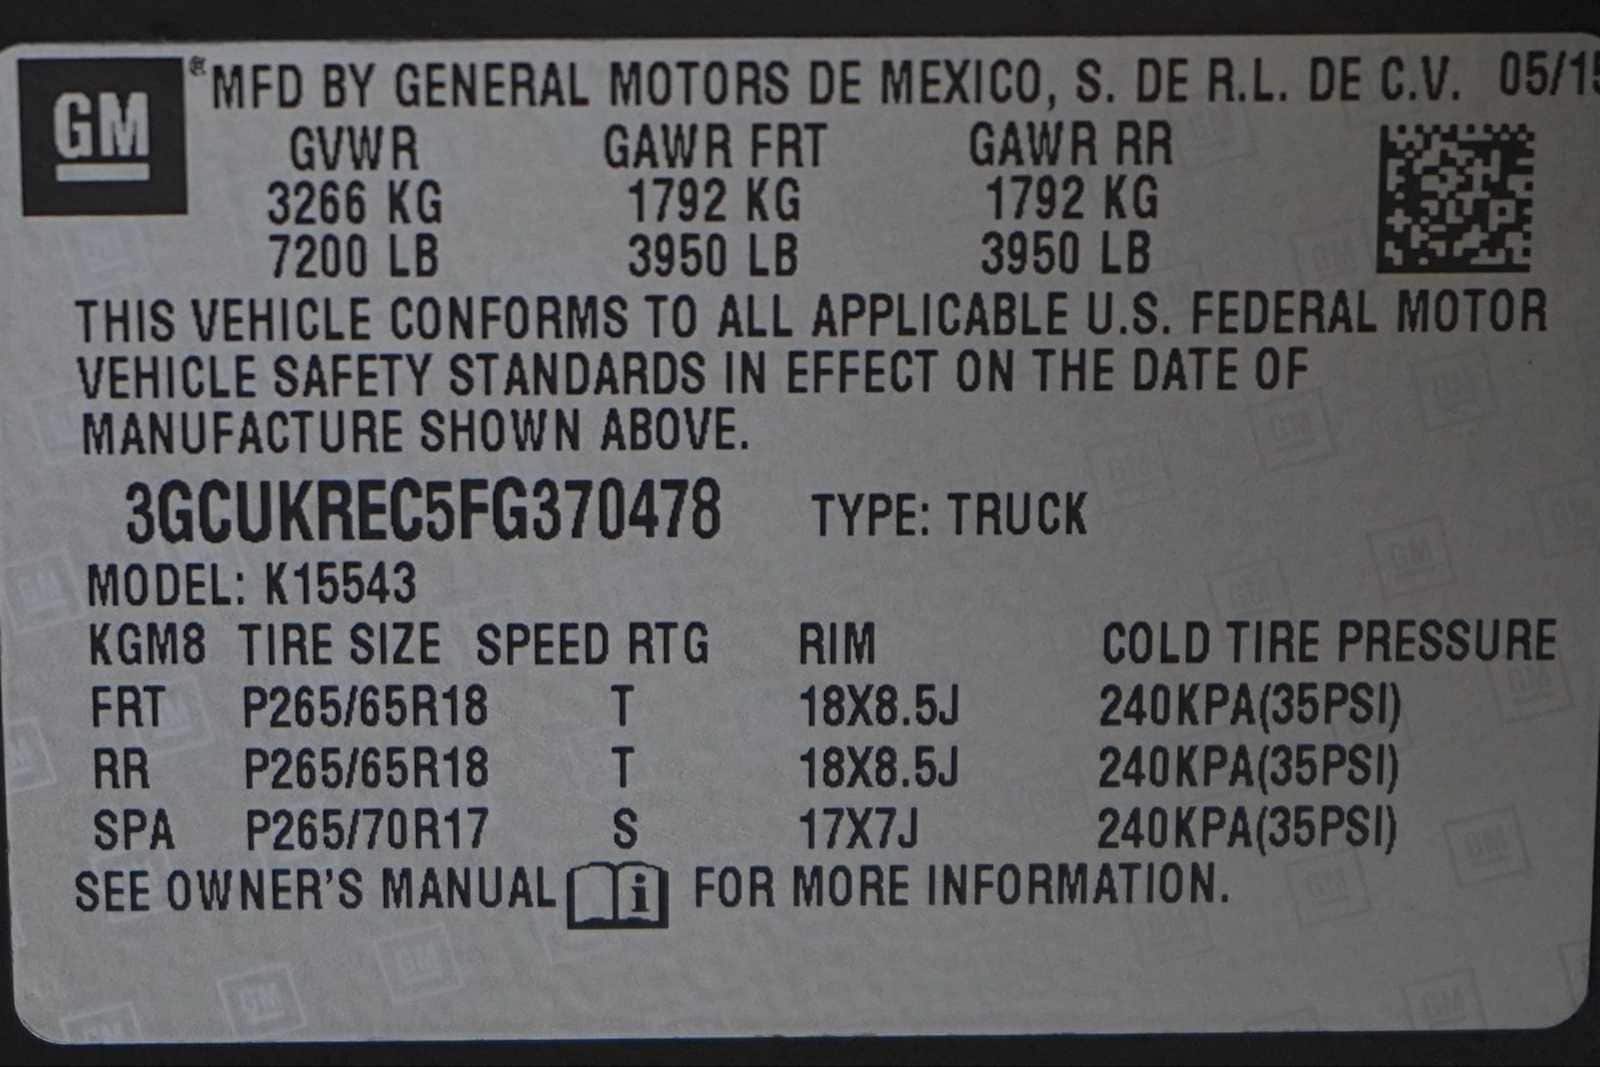 GM ® MFD BY GENERAL MOTORS DE MEXICO, S. DE R.L. DE C.V. 05/15
GVWR GAWR FRT GAWR RR
3266 KG 1792 KG 1792 KG
7200 LB 3950 LB 3950 LB
THIS VEHICLE CONFORMS TO ALL APPLICABLE U.S. FEDERAL MOTOR
VEHICLE SAFETY STANDARDS IN EFFECT ON THE DATE OF
MANUFACTURE SHOWN ABOVE.
3GCUKREC5FG370478 TYPE: TRUCK
MODEL: K15543
KGM8 TIRE SIZE SPEED RTG RIM COLD TIRE PRESSURE
FRT P265/65R18 T 18X8.5J 240KPA(35PSI)
RR P265/65R18 T 18X8.5J 240KPA(35PSI)
SPA P265/70R17 S 17X7J 240KPA(35PSI)
SEE OWNER'S MANUAL i FOR MORE INFORMATION.